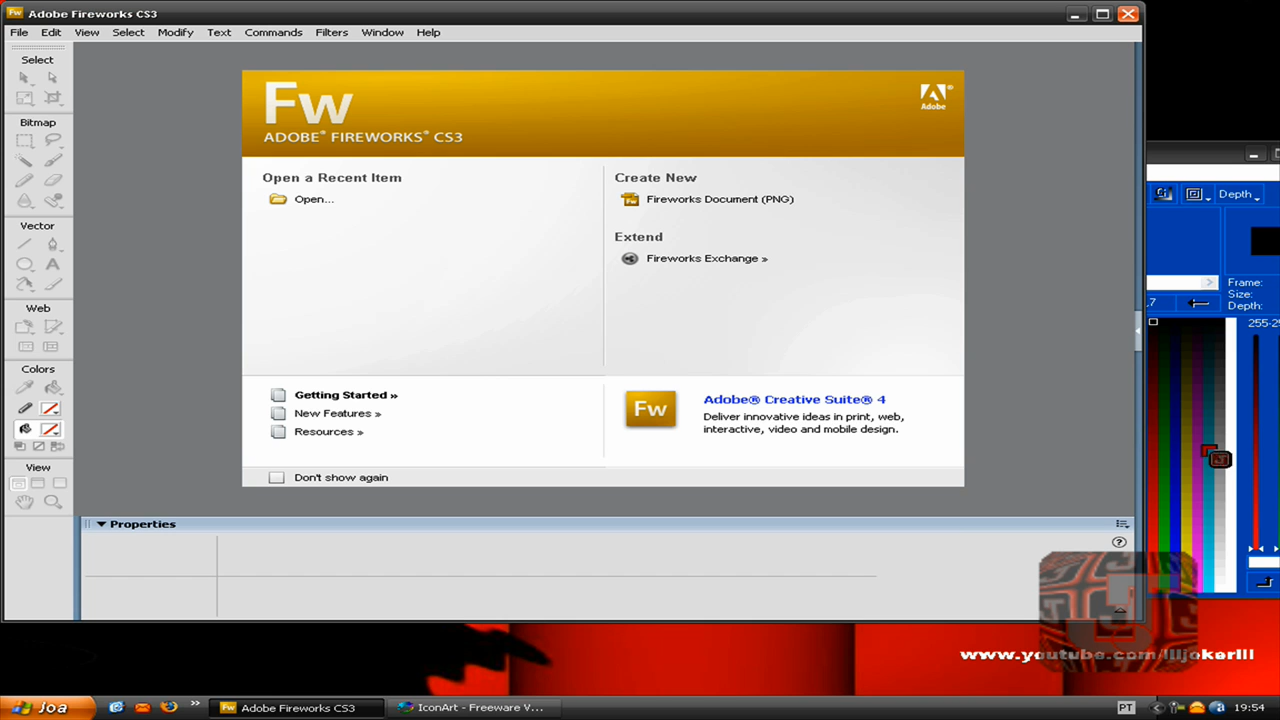 Adobe Fireworks CS3
File Edit View Select Modify Text Commands Filters Window Help
Select
Bitmap
Vector
Web
Colors
View
Fw
ADOBE® FIREWORKS® CS3
Adobe
Open a Recent Item
Open...
Create New
Fireworks Document (PNG)
Extend
Fireworks Exchange »
Getting Started »
New Features »
Resources »
Fw
Adobe® Creative Suite® 4
Deliver innovative ideas in print, web,
interactive, video and mobile design.
Don't show again
Properties
Depth
Frame:
Size:
Depth:
www.youtube.com/llljokerlll
Joa
Adobe Fireworks CS3
IconArt - Freeware V...
PT
19:54